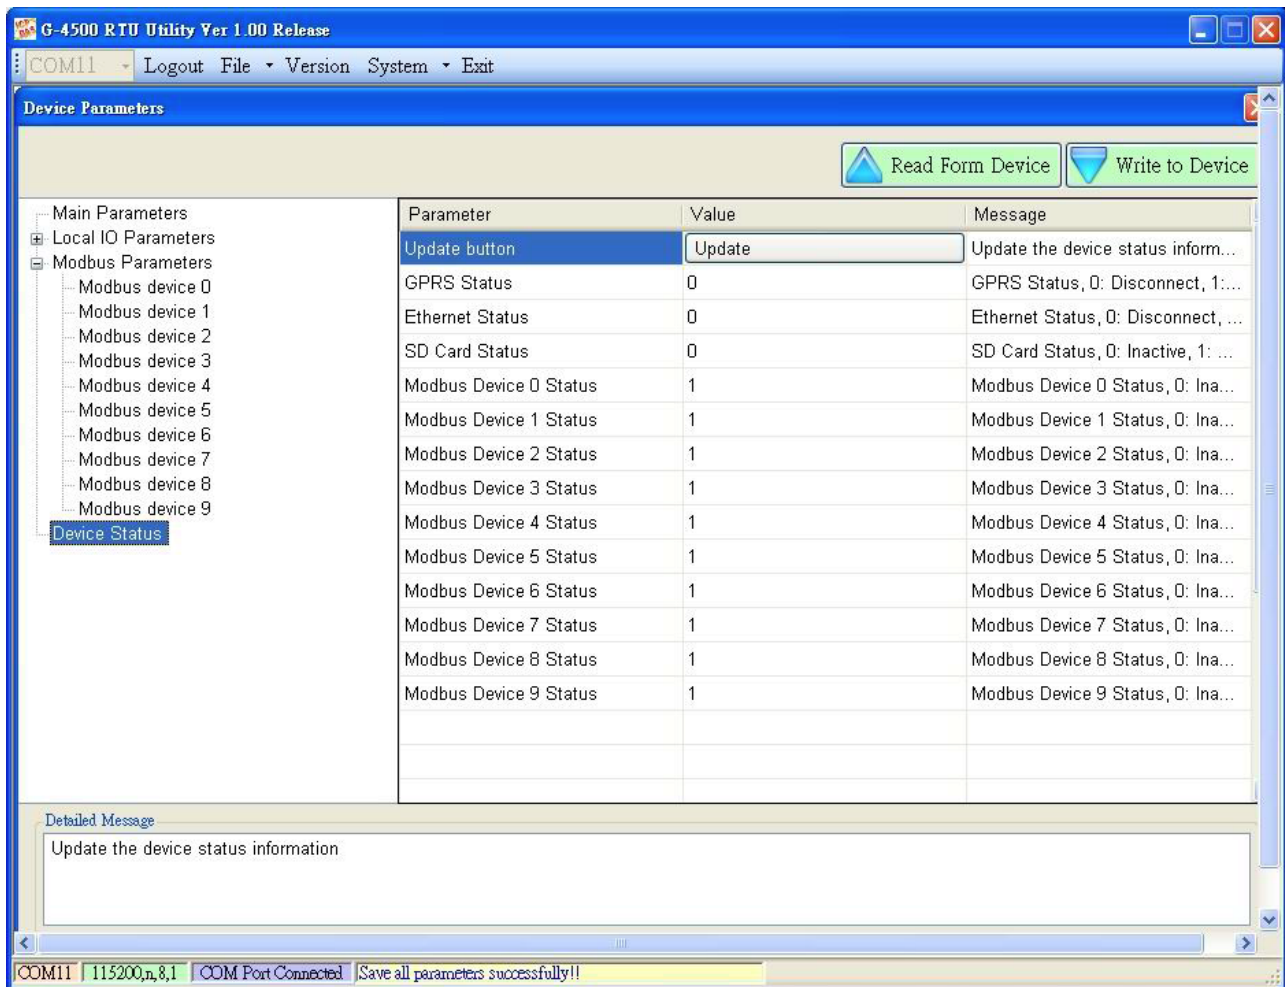 G-4500 RTU Utility Ver 1.00 Release
COM11 Logout File Version System Exit
Device Parameters
Read Form Device Write to Device
Main Parameters
Local IO Parameters
Modbus Parameters
Modbus device 0
Modbus device 1
Modbus device 2
Modbus device 3
Modbus device 4
Modbus device 5
Modbus device 6
Modbus device 7
Modbus device 8
Modbus device 9
Device Status
Parameter Value Message
Update button Update Update the device status inform...
GPRS Status 0 GPRS Status, 0: Disconnect, 1:...
Ethernet Status 0 Ethernet Status, 0: Disconnect, ...
SD Card Status 0 SD Card Status, 0: Inactive, 1: ...
Modbus Device 0 Status 1 Modbus Device 0 Status, 0: Ina...
Modbus Device 1 Status 1 Modbus Device 1 Status, 0: Ina...
Modbus Device 2 Status 1 Modbus Device 2 Status, 0: Ina...
Modbus Device 3 Status 1 Modbus Device 3 Status, 0: Ina...
Modbus Device 4 Status 1 Modbus Device 4 Status, 0: Ina...
Modbus Device 5 Status 1 Modbus Device 5 Status, 0: Ina...
Modbus Device 6 Status 1 Modbus Device 6 Status, 0: Ina...
Modbus Device 7 Status 1 Modbus Device 7 Status, 0: Ina...
Modbus Device 8 Status 1 Modbus Device 8 Status, 0: Ina...
Modbus Device 9 Status 1 Modbus Device 9 Status, 0: Ina...
Detailed Message
Update the device status information
COM11 115200,n,8,1 COM Port Connected Save all parameters successfully!!